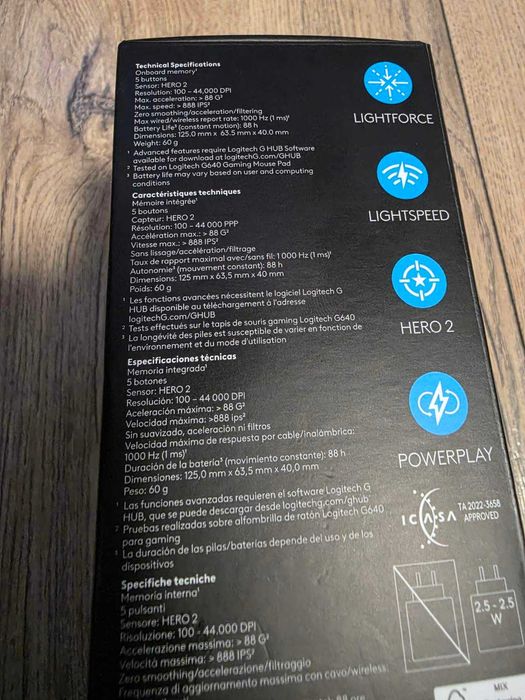 Technical Specifications
Onboard memory¹
5 buttons
Sensor: HERO 2
Resolution: 100 – 44,000 DPI
Max. acceleration: > 88 G²
Max. speed: > 888 IPS²
Zero smoothing/acceleration/filtering
Max wired/wireless report rate: 1000 Hz (1 ms)¹
Battery Life³ (constant motion): 88 h
Dimensions: 125.0 mm x 63.5 mm x 40.0 mm
Weight: 60 g
¹ Advanced features require Logitech G HUB Software
available for download at logitechG.com/GHUB
² Tested on Logitech G640 Gaming Mouse Pad
³ Battery life may vary based on user and computing
conditions
Caractéristiques techniques
Mémoire intégrée¹
5 boutons
Capteur: HERO 2
Résolution: 100 – 44 000 PPP
Accélération max.: > 88 G²
Vitesse max.: > 888 IPS²
Sans lissage/accélération/filtrage
Taux de rapport maximal avec/sans fil: 1 000 Hz (1 ms)¹
Autonomie³ (mouvement constant): 88 h
Dimensions: 125 mm x 63,5 mm x 40 mm
Poids: 60 g
¹ Les fonctions avancées nécessitent le logiciel Logitech G
HUB disponible au téléchargement à l'adresse
logitechG.com/GHUB
² Tests effectués sur le tapis de souris gaming Logitech G640
³ La longévité des piles est susceptible de varier en fonction de
l'environnement et du mode d'utilisation
Especificaciones técnicas
Memoria integrada¹
5 botones
Sensor: HERO 2
Resolución: 100 – 44 000 DPI
Aceleración máxima: > 88 G²
Velocidad máxima: >888 ips²
Sin suavizado, aceleración ni filtros
Velocidad máxima de respuesta por cable/inalámbrica:
1000 Hz (1 ms)¹
Duración de la batería³ (movimiento constante): 88 h
Dimensiones: 125,0 mm x 63,5 mm x 40,0 mm
Peso: 60 g
¹ Las funciones avanzadas requieren el software Logitech G
HUB, que se puede descargar desde logitechg.com/ghub
² Pruebas realizadas sobre alfombrilla de ratón Logitech G640
para gaming
³ La duración de las pilas/baterías depende del uso y de los
dispositivos
Specifiche tecniche
Memoria interna¹
5 pulsanti
Sensore: HERO 2
Risoluzione: 100 – 44.000 DPI
Accelerazione massima: > 88 G²
Velocità massima: > 888 IPS²
Zero smoothing/accelerazione/filtraggio
Frequenza di aggiornamento massima con cavo/wireless:
88 ore
LIGHTFORCE
LIGHTSPEED
HERO 2
POWERPLAY
ICASA
TA 2022-3658
APPROVED
2.5 - 2.5
W
MIX